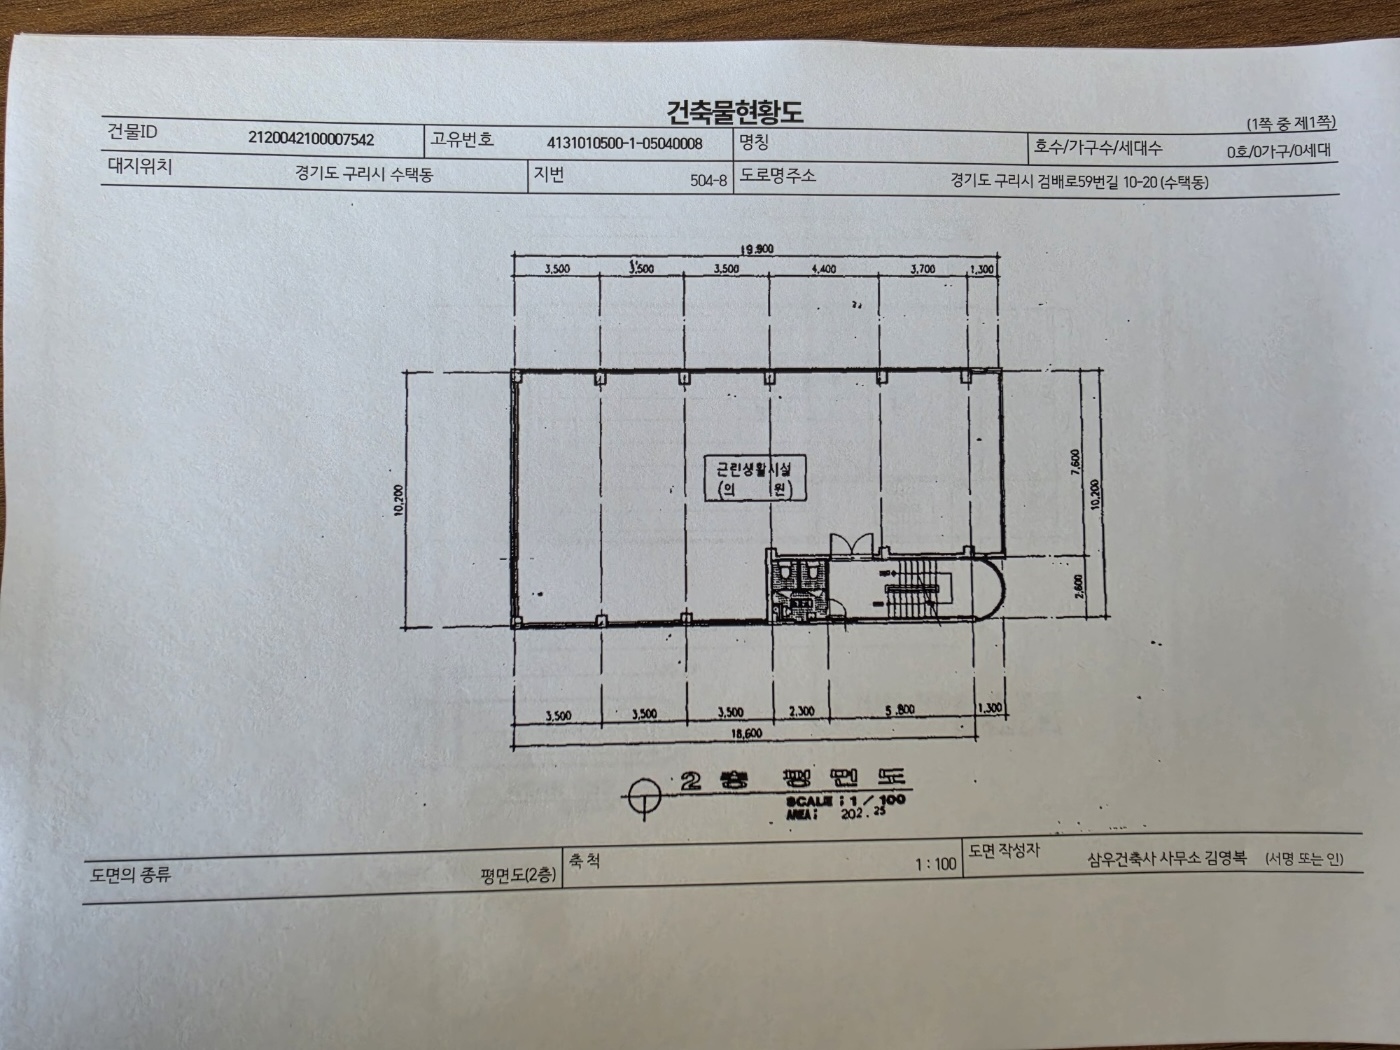 건축물현황도
(1쪽 중 제1쪽)
건물ID 2120042100007542 고유번호 4131010500-1-05040008 명칭 호수/가구수/세대수 0호/0가구/0세대
대지위치 경기도 구리시 수택동 지번 504-8 도로명주소 경기도 구리시 검배로59번길 10-20 (수택동)
19,900
3,500 3,500 3,500 4,400 3,700 1,300
10,200
근린생활시설
(의 원)
7,600
10,200
2,600
3,500 3,500 3,500 2,300 5,800 1,300
18,600
2 층 평 면 도
SCALE ; 1 / 100
AREA ; 202.25
도면의 종류 평면도(2층) 축척 1 : 100 도면 작성자 삼우건축사 사무소 김영복 (서명 또는 인)